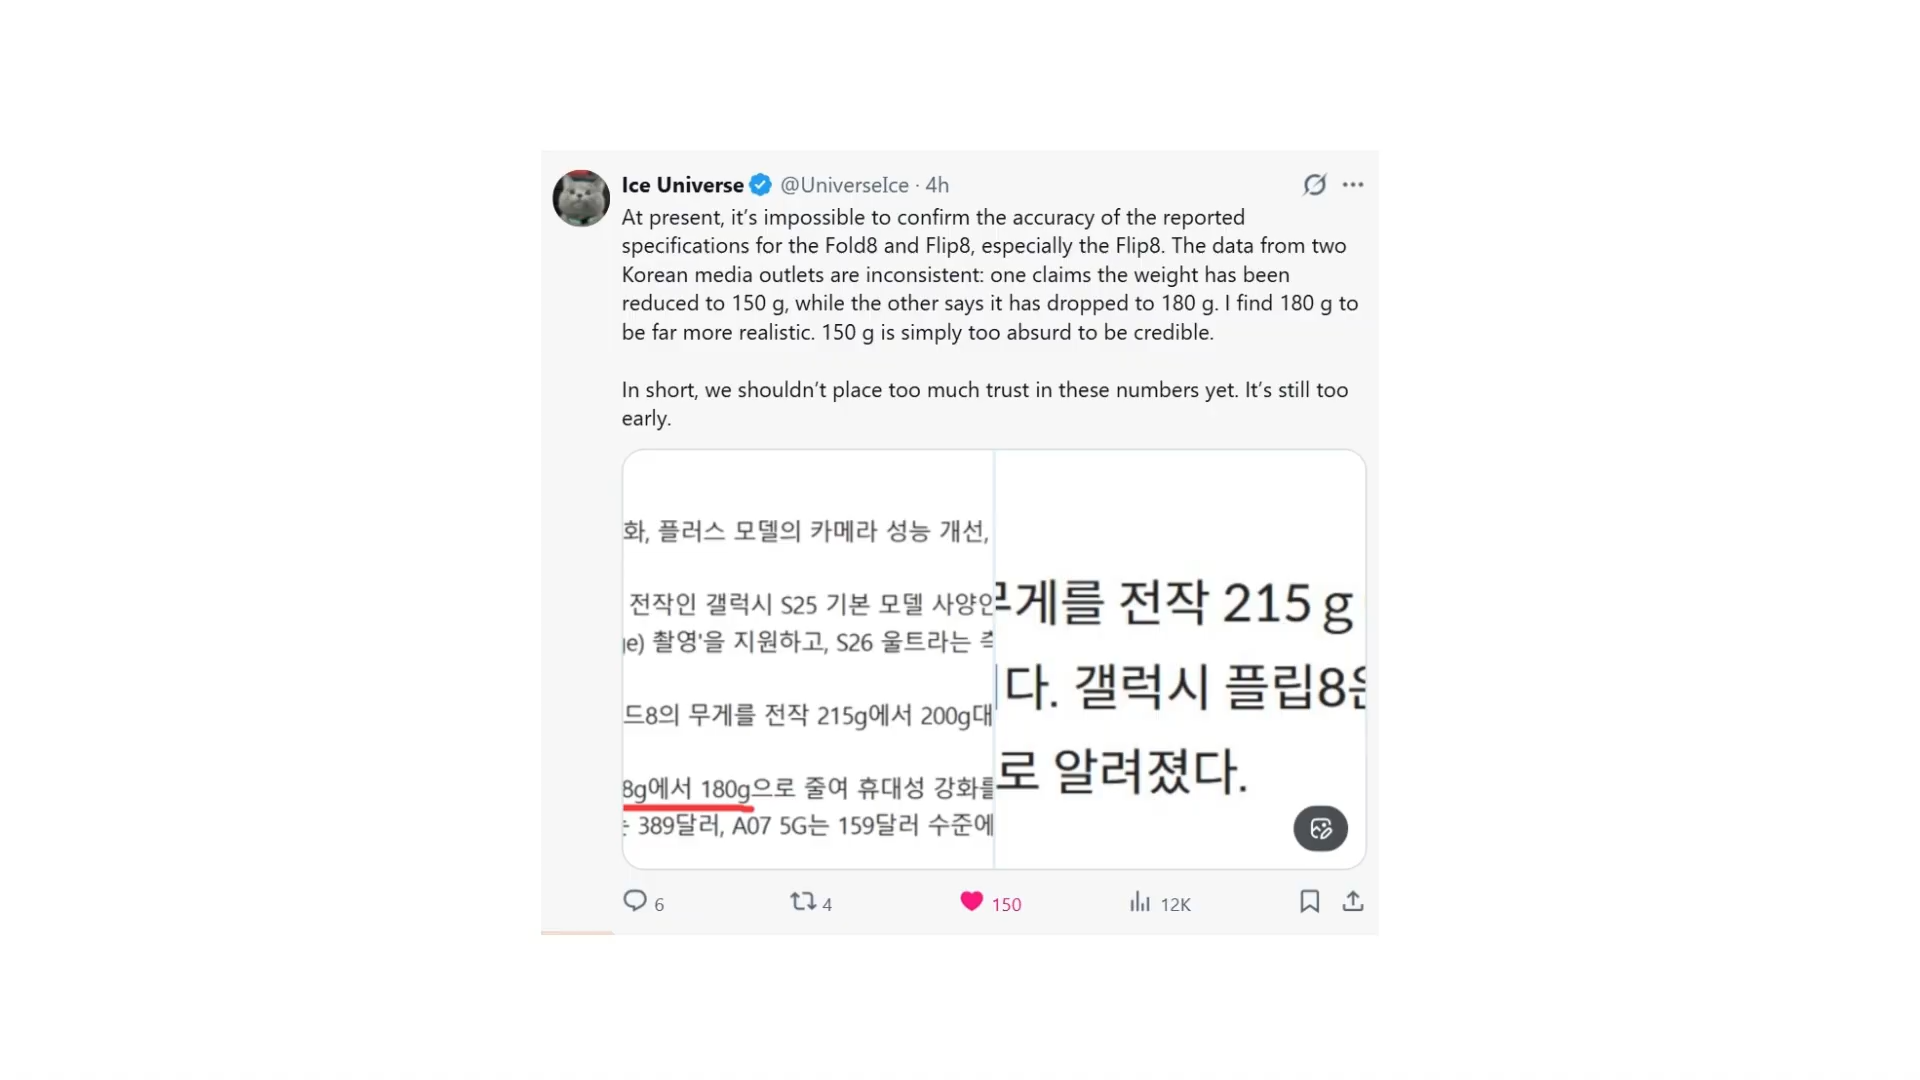 Ice Universe @UniverseIce · 4h
At present, it’s impossible to confirm the accuracy of the reported
specifications for the Fold8 and Flip8, especially the Flip8. The data from two
Korean media outlets are inconsistent: one claims the weight has been
reduced to 150 g, while the other says it has dropped to 180 g. I find 180 g to
be far more realistic. 150 g is simply too absurd to be credible.
In short, we shouldn’t place too much trust in these numbers yet. It’s still too
early.
화, 플러스 모델의 카메라 성능 개선,
전작인 갤럭시 S25 기본 모델 사양인
ge) 촬영'을 지원하고, S26 울트라는
드8의 무게를 전작 215g에서 200g대
8g에서 180g으로 줄여 휴대성 강화를
389달러, A07 5G는 159달러 수준에
무게를 전작 215 g
다. 갤럭시 플립8은
로 알려졌다.
6 4 150 12K